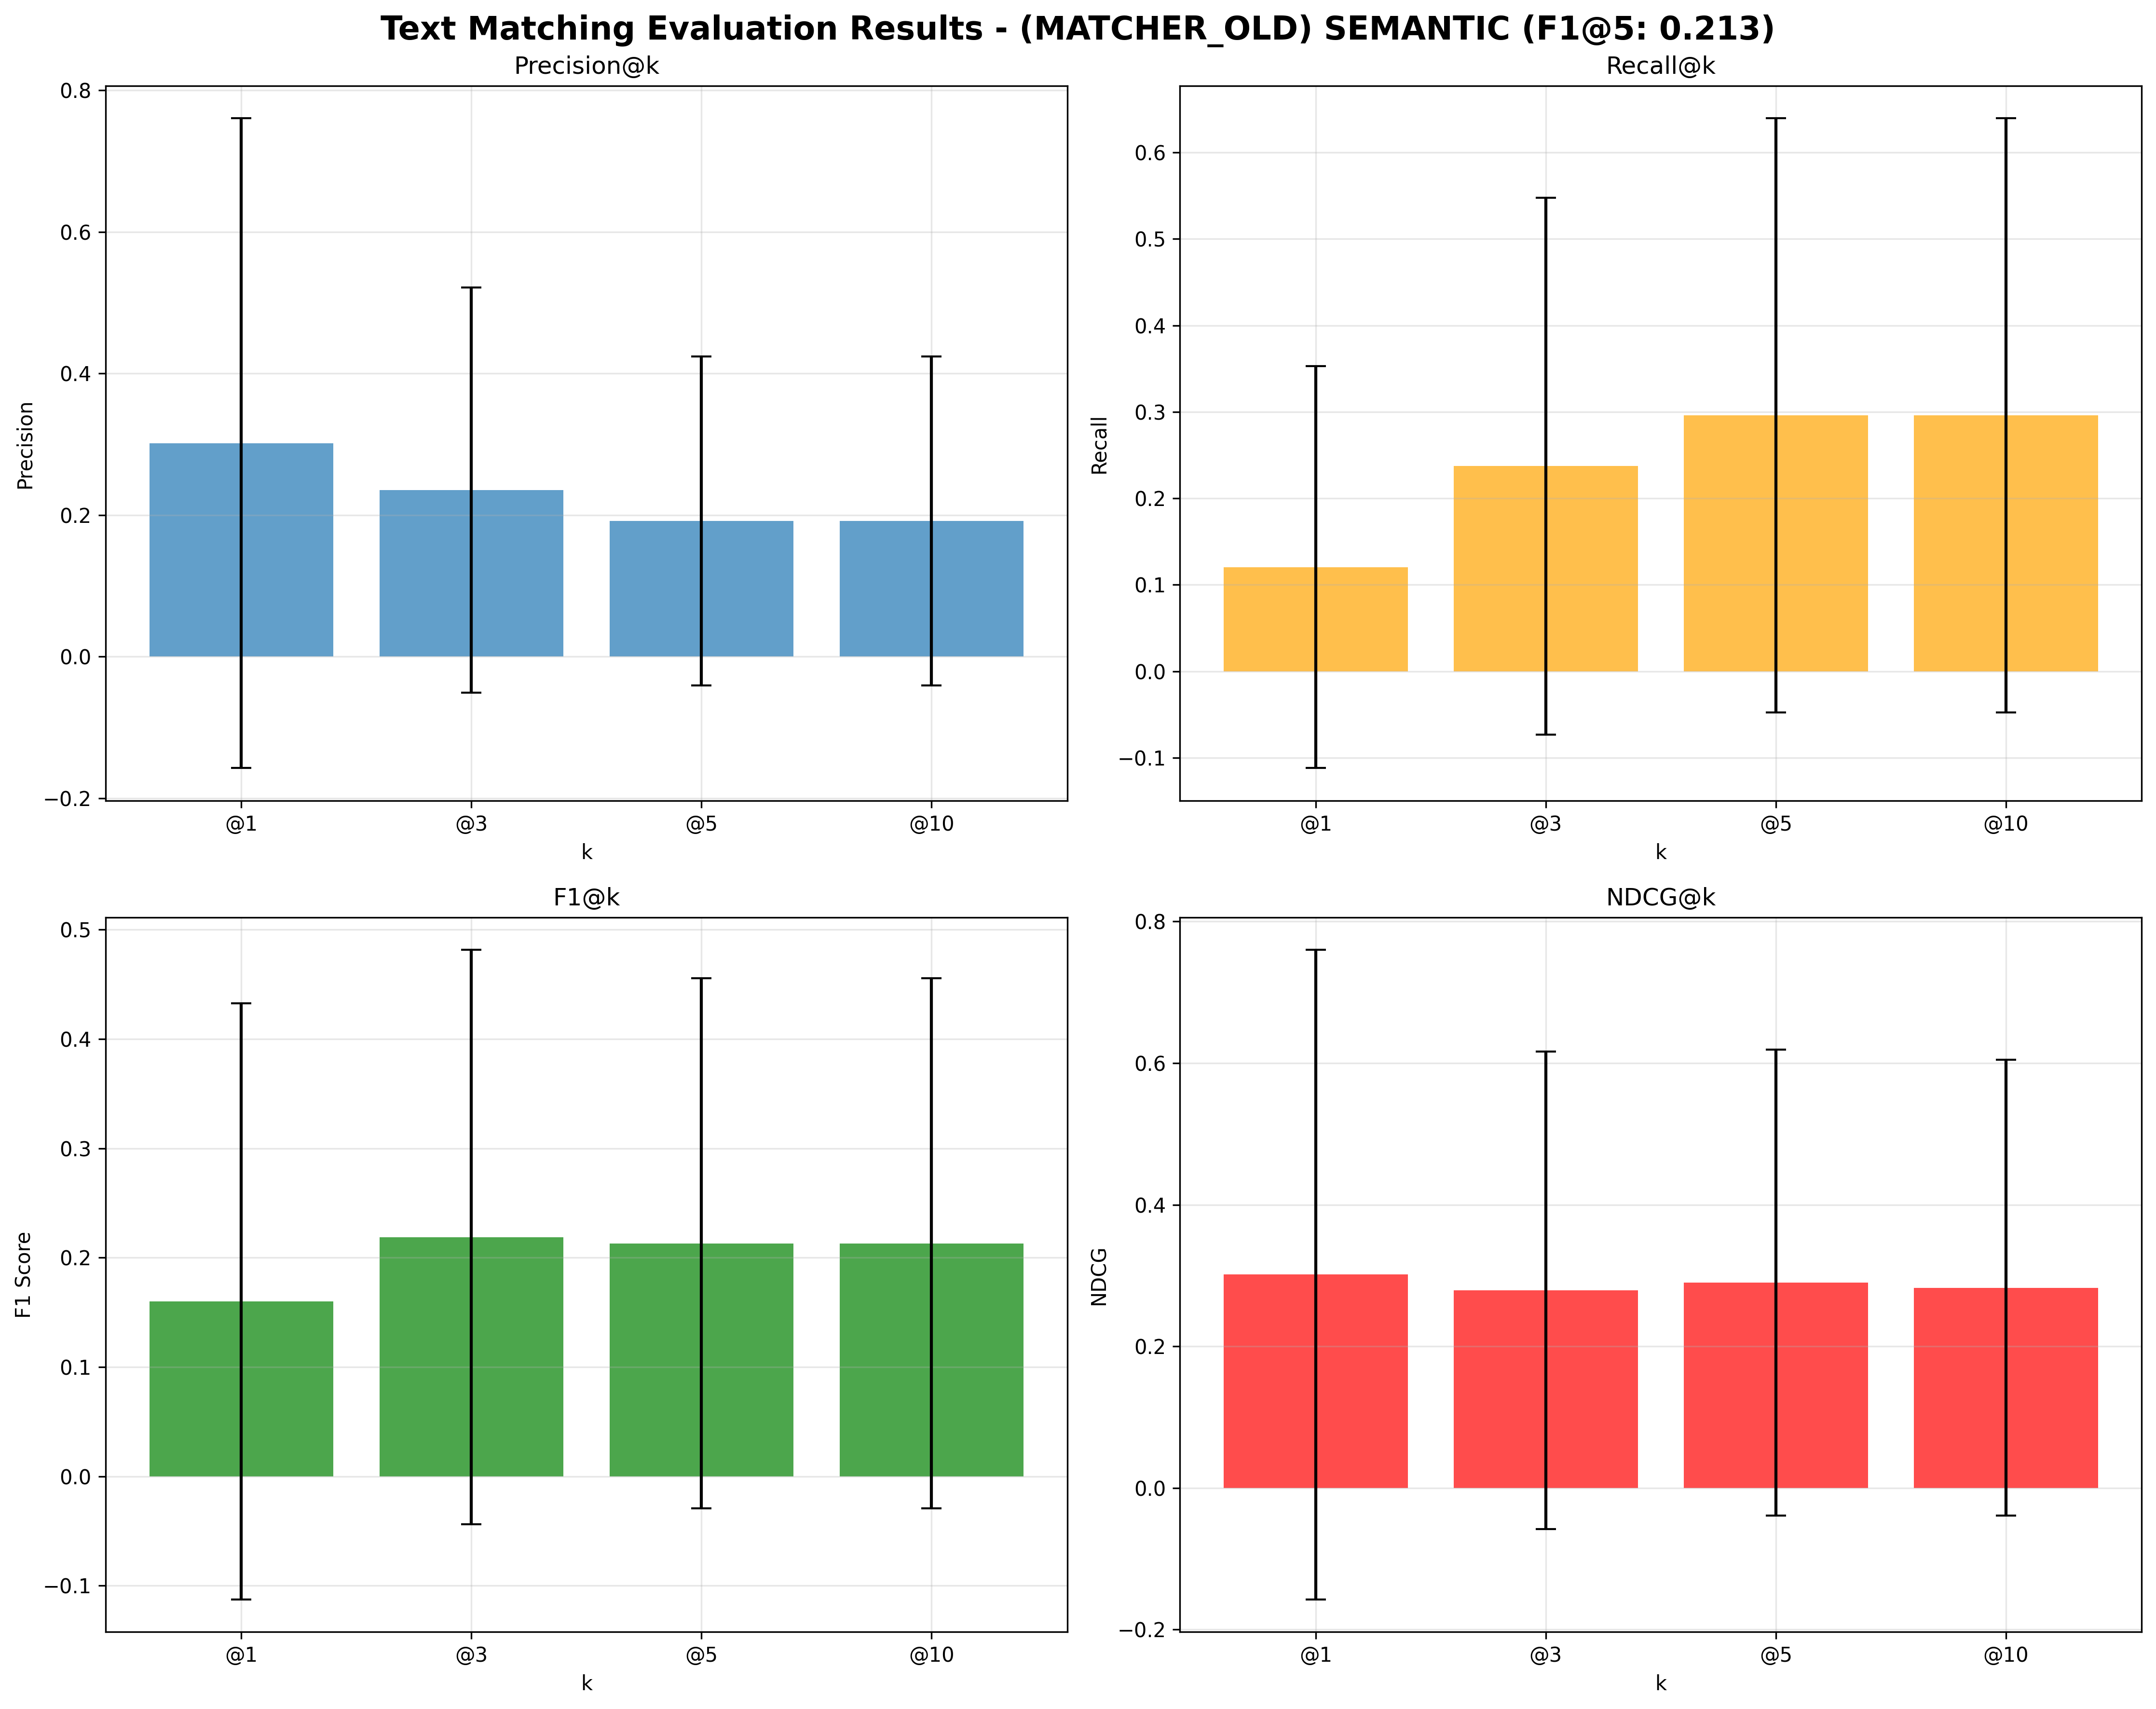 Text Matching Evaluation Results - (MATCHER_OLD) SEMANTIC (F1@5: 0.213)
Precision@k
0.8
0.6
0.4
0.2
0.0
−0.2
Precision
@1 @3 @5 @10
k
Recall@k
0.6
0.5
0.4
0.3
0.2
0.1
0.0
−0.1
Recall
@1 @3 @5 @10
k
F1@k
0.5
0.4
0.3
0.2
0.1
0.0
−0.1
F1 Score
@1 @3 @5 @10
k
NDCG@k
0.8
0.6
0.4
0.2
0.0
−0.2
NDCG
@1 @3 @5 @10
k